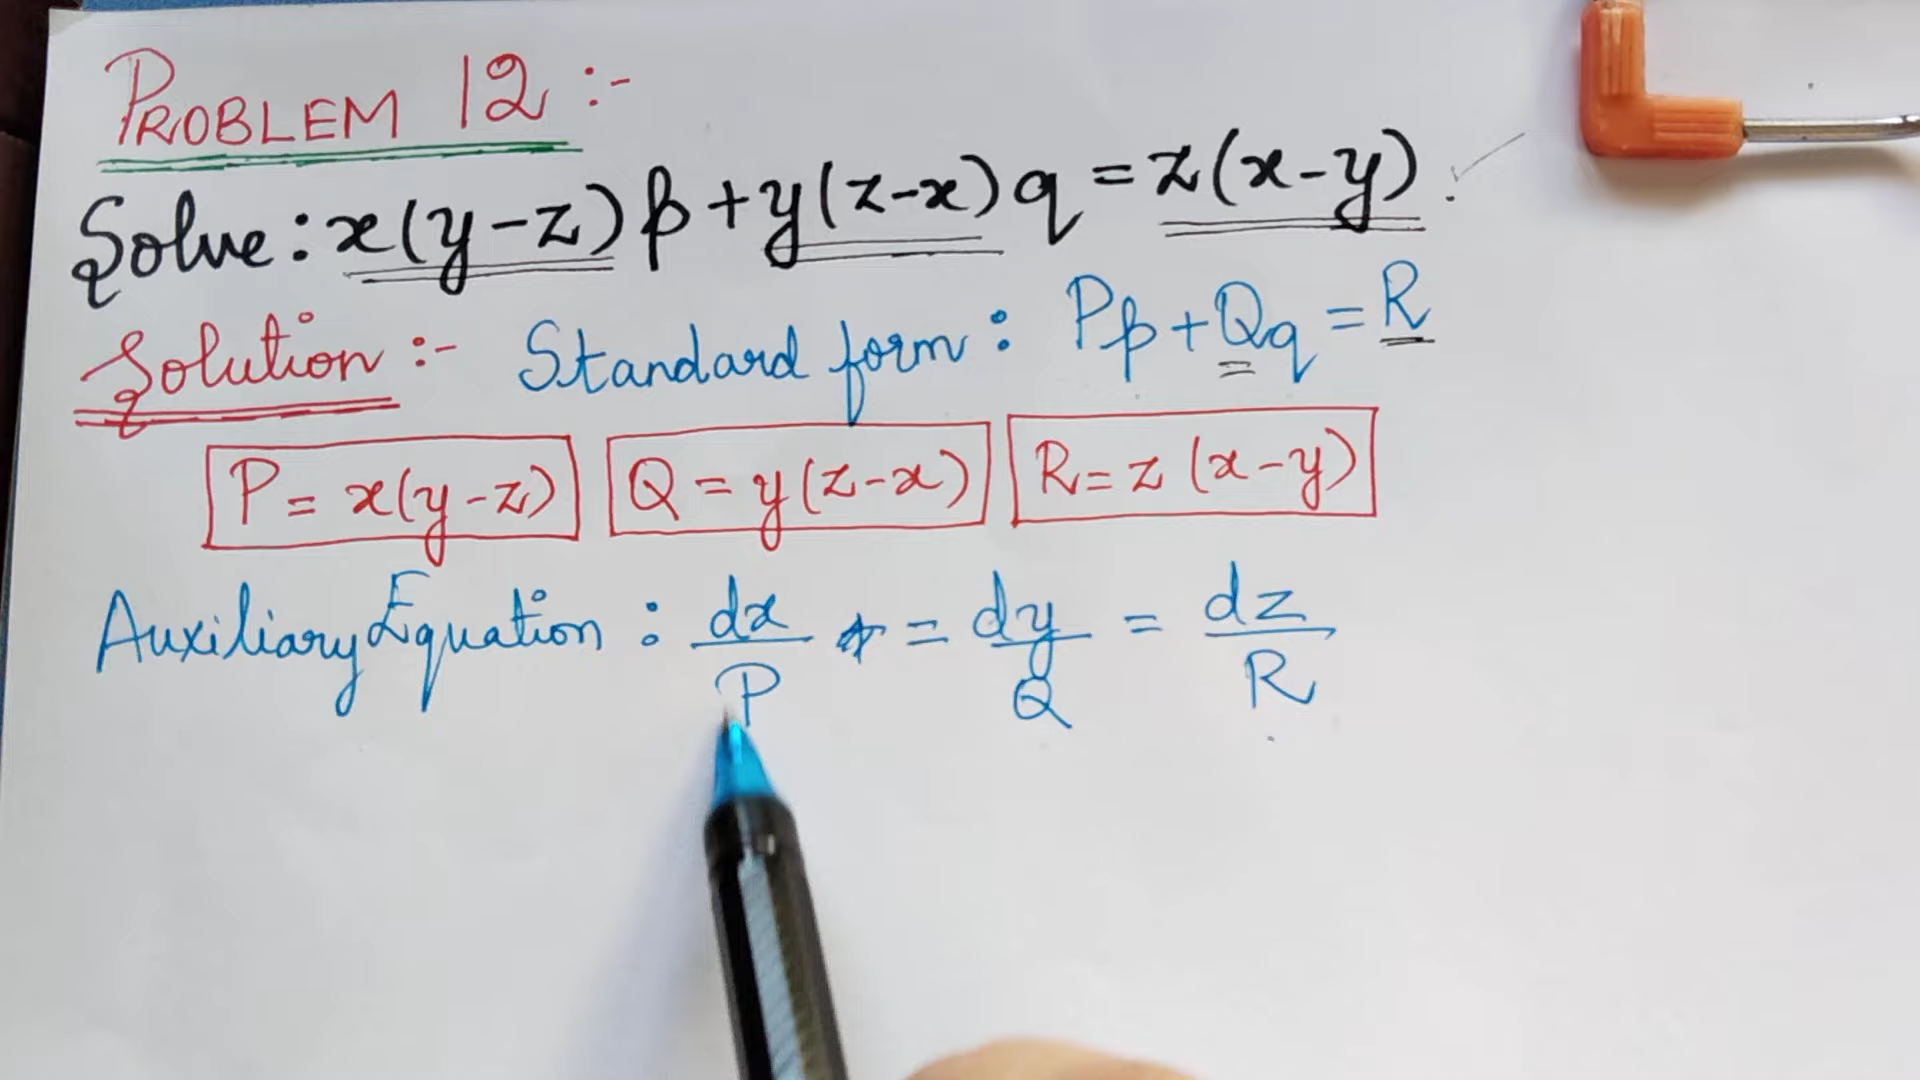 PROBLEM 12 :-
Solve : x(y-z) p + y(z-x) q = z(x-y).
Solution :- Standard form : Pp + Qq = R
P = x(y-z) Q = y(z-x) R = z (x-y)
Auxiliary Equation : dx/P = dy/Q = dz/R